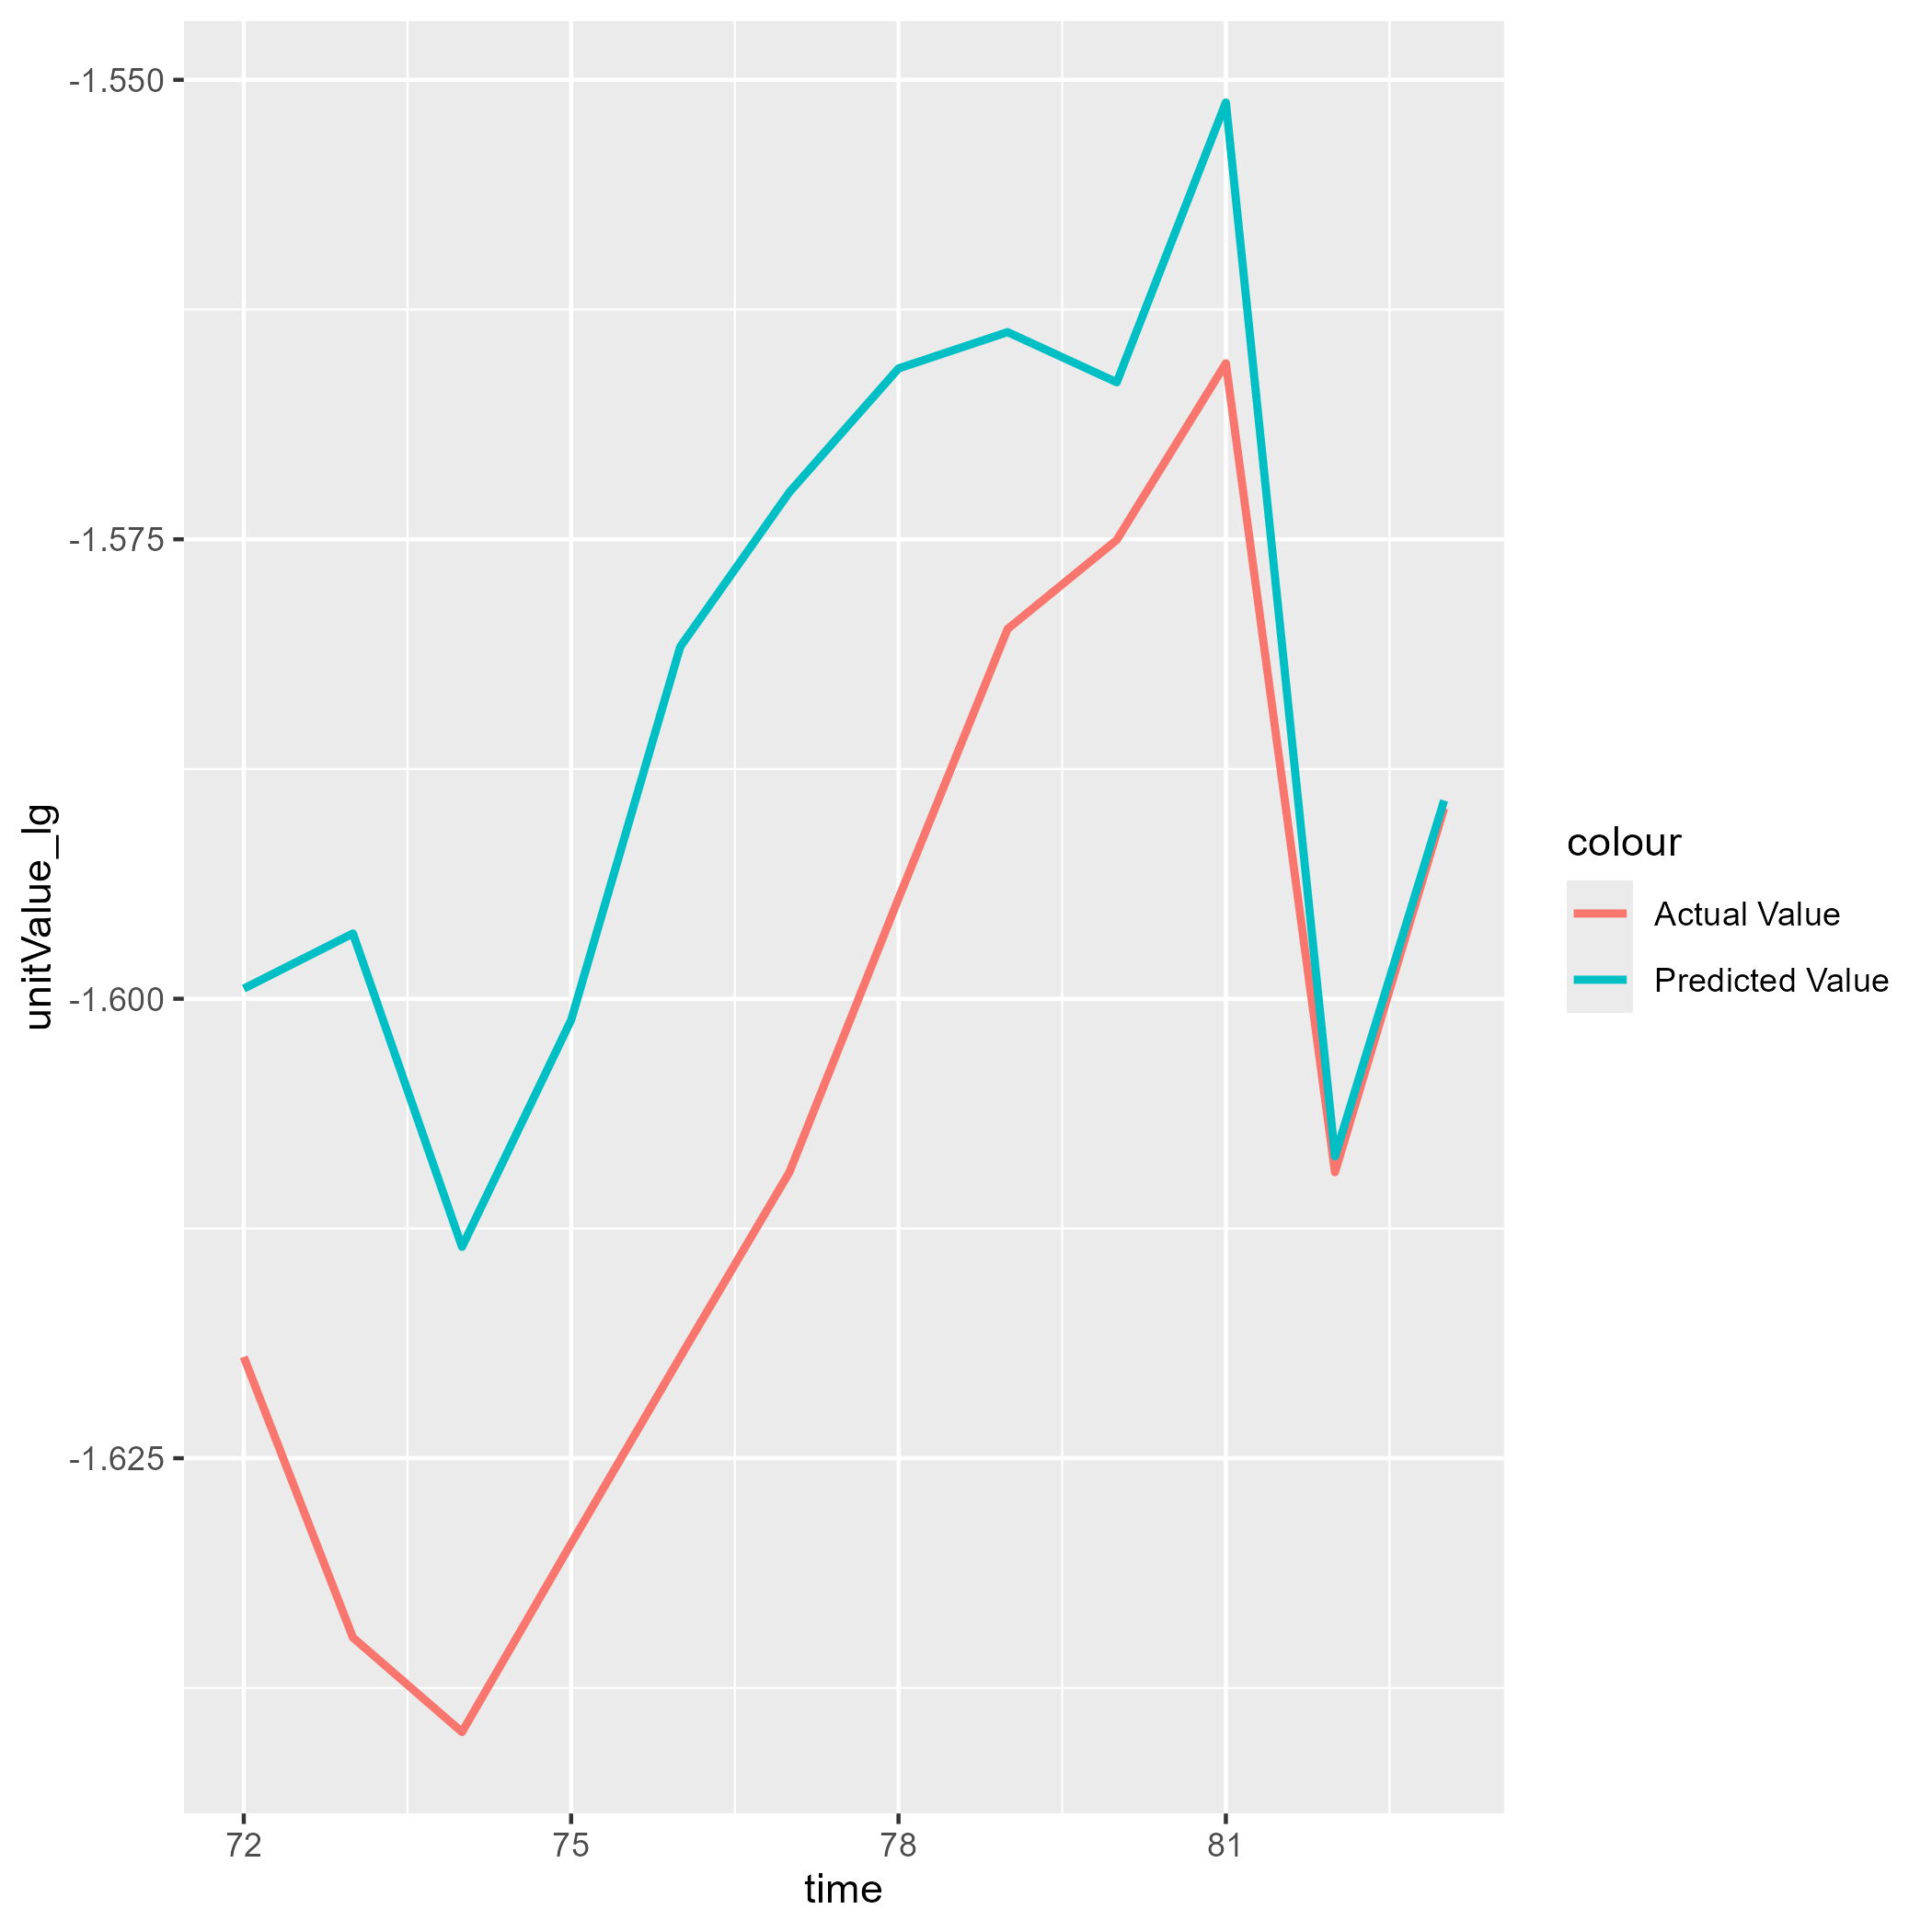 -1.550
-1.575
-1.600
-1.625
unitValue_lg
72 75 78 81
time
colour
Actual Value
Predicted Value